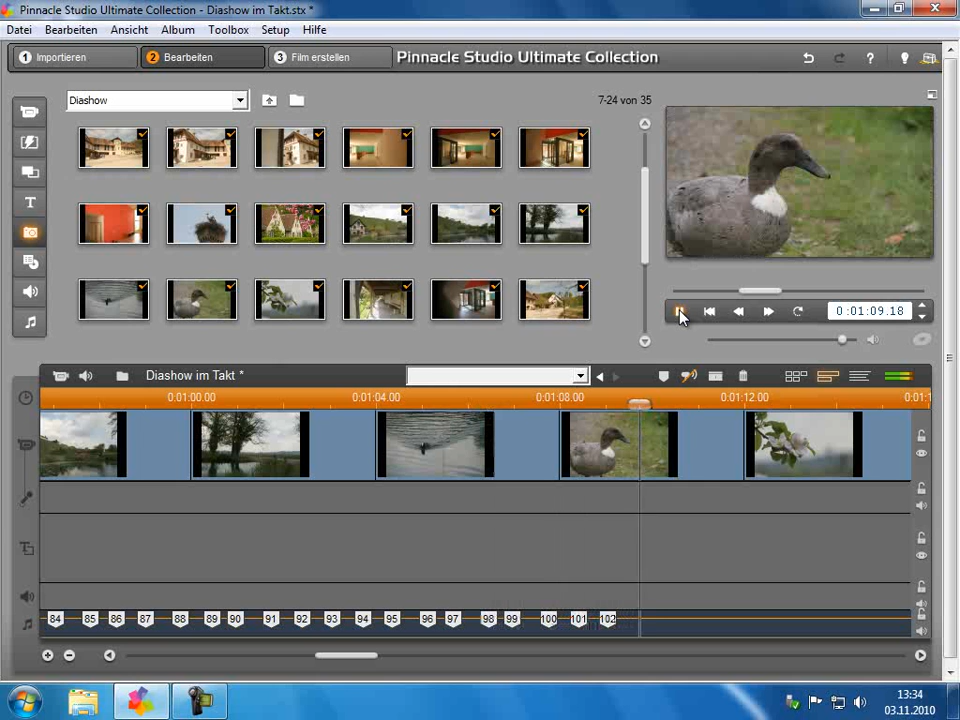 Pinnacle Studio Ultimate Collection - Diashow im Takt.stx *
Datei Bearbeiten Ansicht Album Toolbox Setup Hilfe
1 Importieren 2 Bearbeiten 3 Film erstellen Pinnacle Studio Ultimate Collection
Diashow 7-24 von 35
T
0:01:09.18
Diashow im Takt *
0:01:00.00 0:01:04.00 0:01:08.00 0:01:12.00 0:01:1
84 85 86 87 88 89 90 91 92 93 94 95 96 97 98 99 100 101 102
13:34
03.11.2010